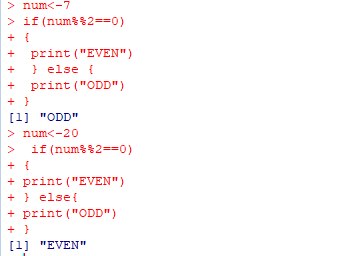 > num<-7
> if(num%%2==0)
+ {
+  print("EVEN")
+  } else {
+  print("ODD")
+ }
[1] "ODD"
> num<-20
>  if(num%%2==0)
+ {
+ print("EVEN")
+ } else{
+ print("ODD")
+ }
[1] "EVEN"